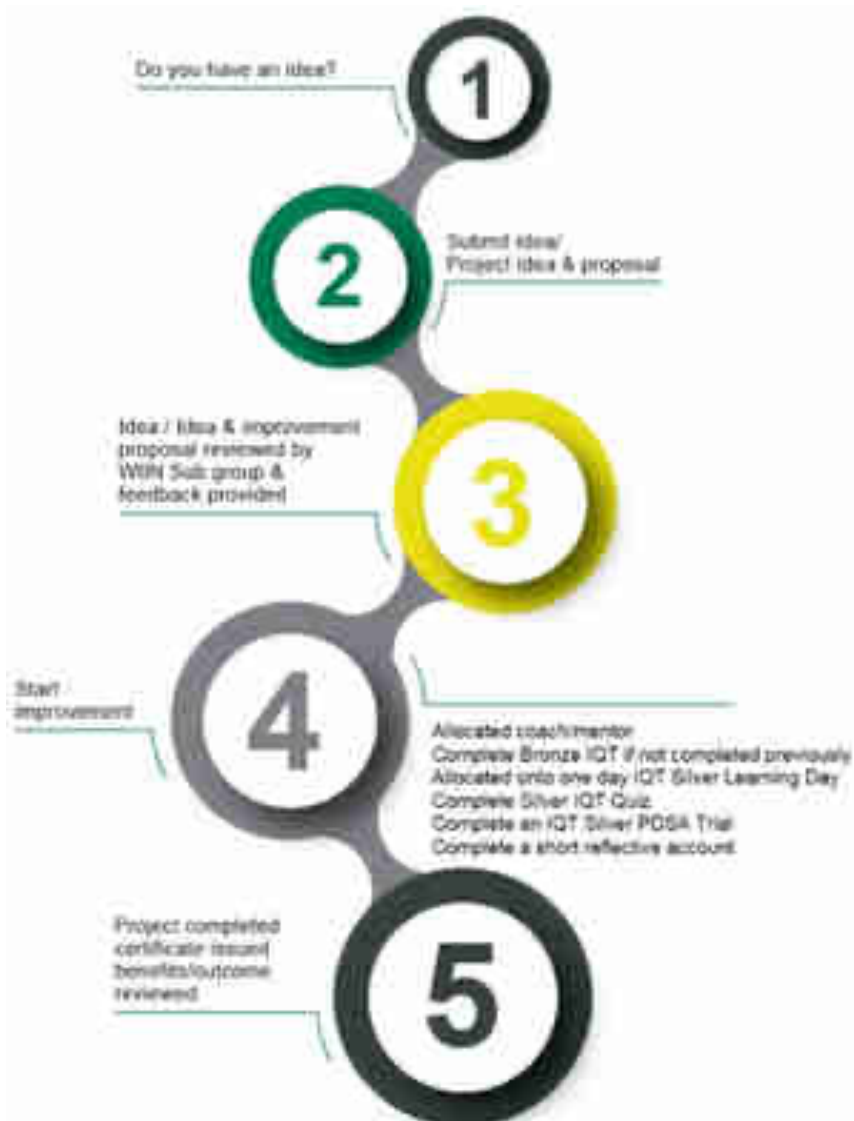 1
Do you have an idea?
2
Submit idea/
Project idea & proposal
3
Idea / Idea & improvement
proposal reviewed by
WIIN Sub group &
feedback provided
4
Start
improvement
Allocated coach/mentor
Complete Bronze IQT if not completed previously
Allocated onto one day IQT Silver Learning Day
Complete Silver IQT Quiz
Complete an IQT Silver PDSA Trial
Complete a short reflective account
5
Project completed
certificate issued
benefits/outcome
reviewed